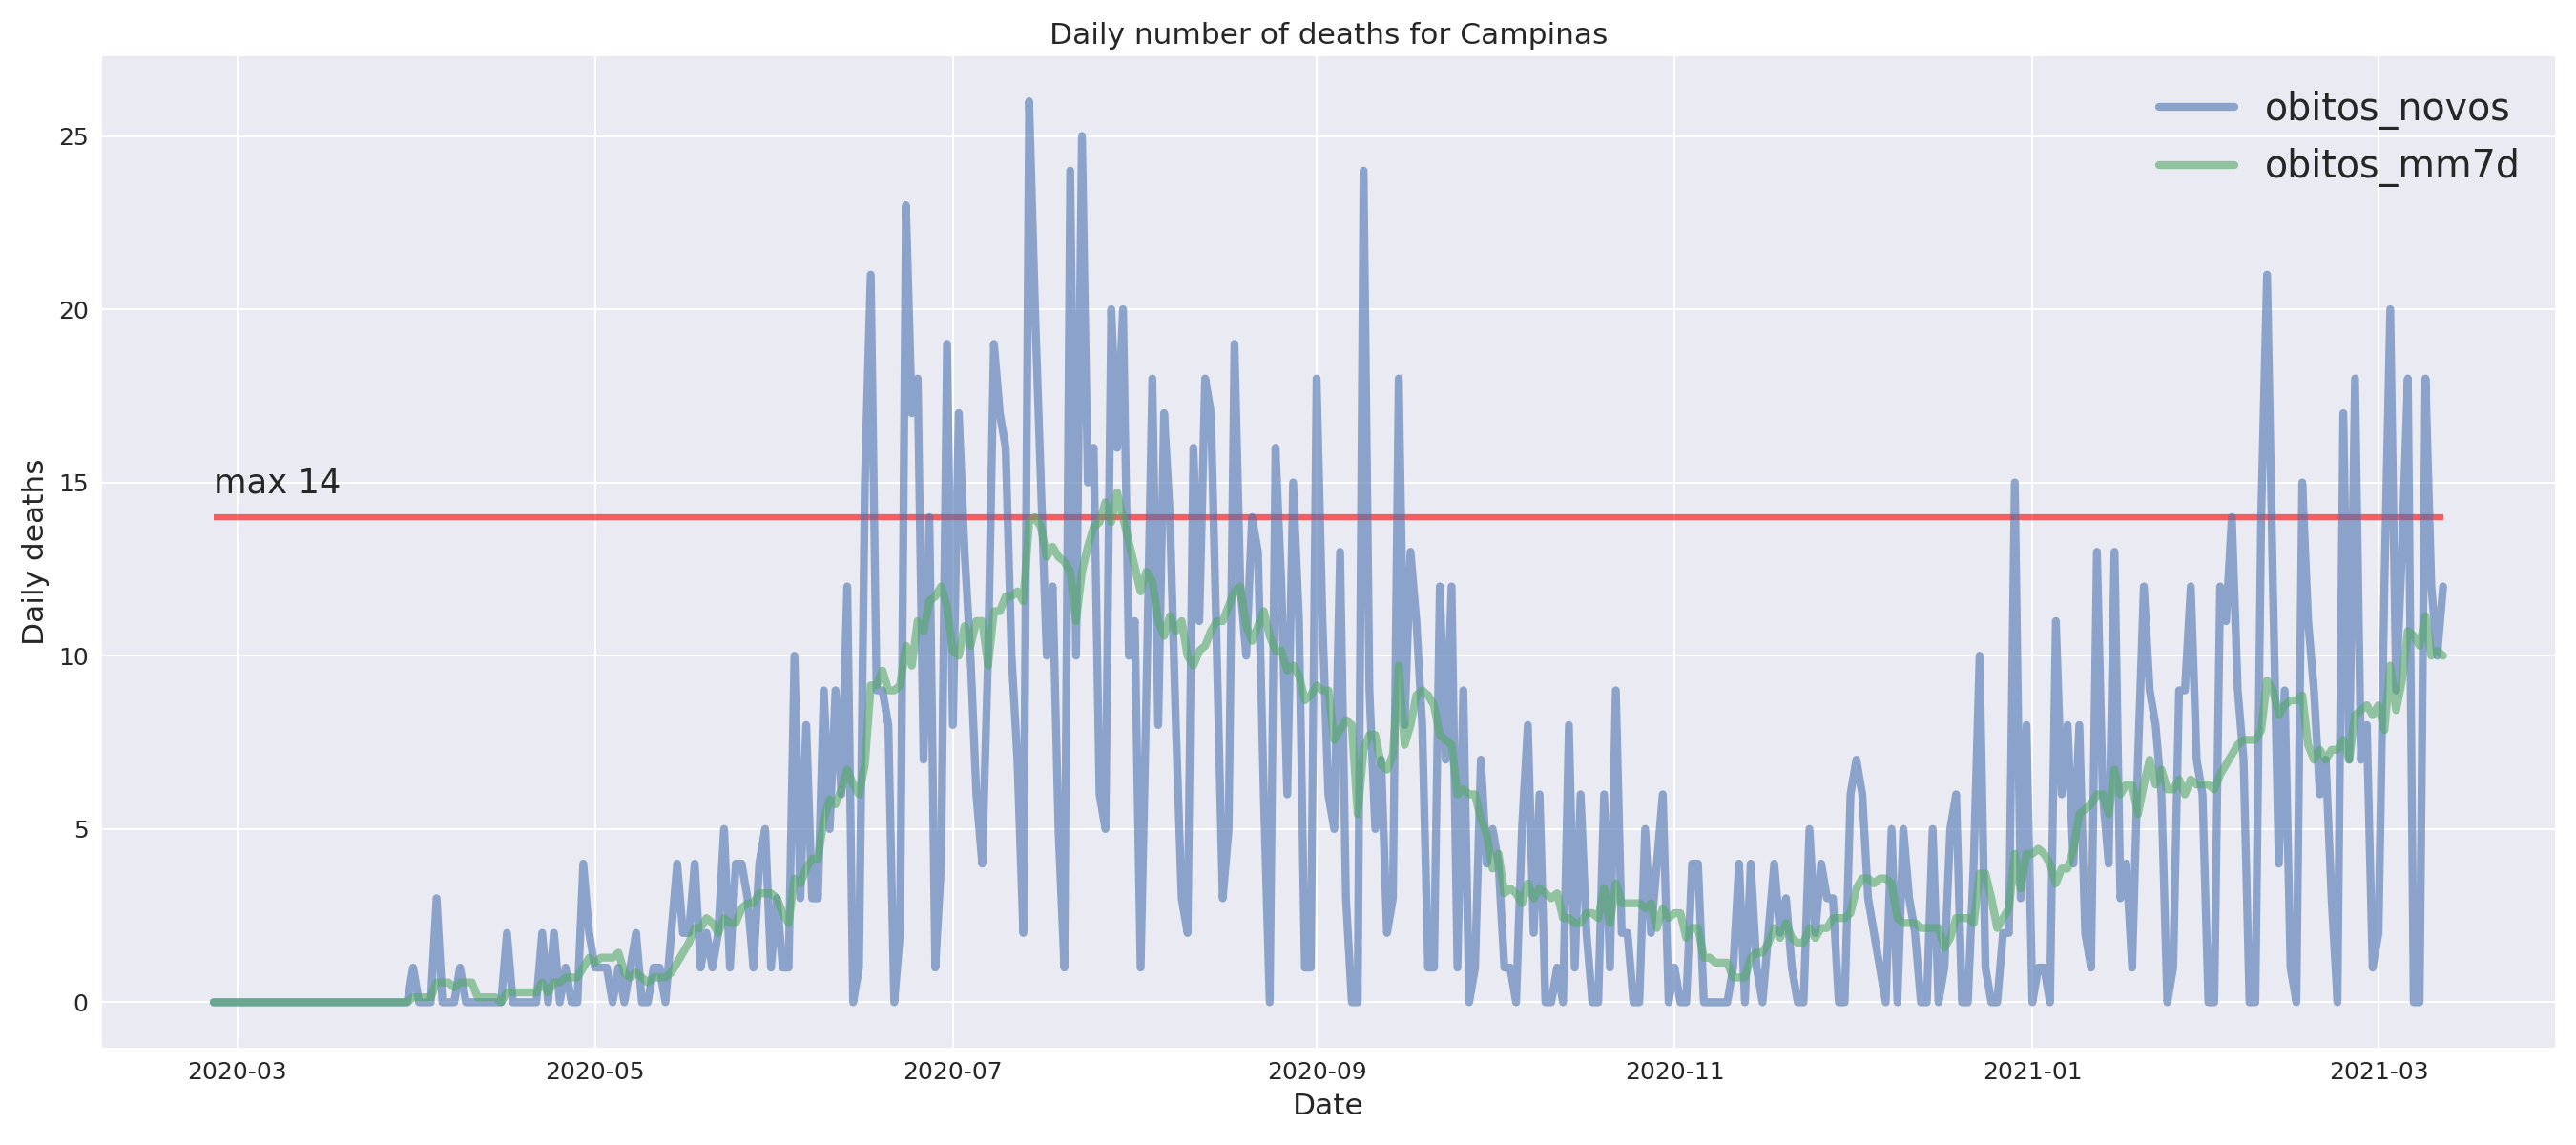 Daily number of deaths for Campinas
obitos_novos
obitos_mm7d
max 14
Daily deaths
25
20
15
10
5
0
2020-03 2020-05 2020-07 2020-09 2020-11 2021-01 2021-03
Date